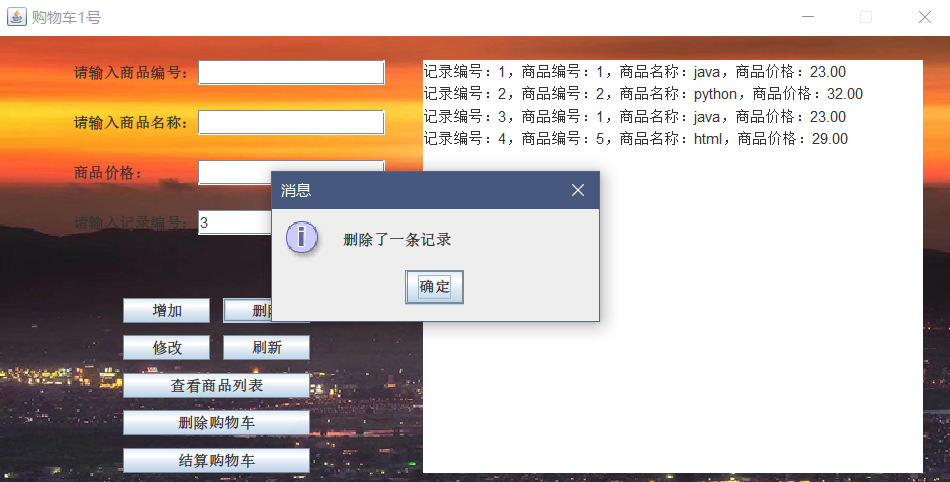 购物车1号
请输入商品编号：
请输入商品名称：
商品价格：
请输入记录编号：3
记录编号：1，商品编号：1，商品名称：java，商品价格：23.00
记录编号：2，商品编号：2，商品名称：python，商品价格：32.00
记录编号：3，商品编号：1，商品名称：java，商品价格：23.00
记录编号：4，商品编号：5，商品名称：html，商品价格：29.00
消息
删除了一条记录
确定
增加
删
修改
刷新
查看商品列表
删除购物车
结算购物车